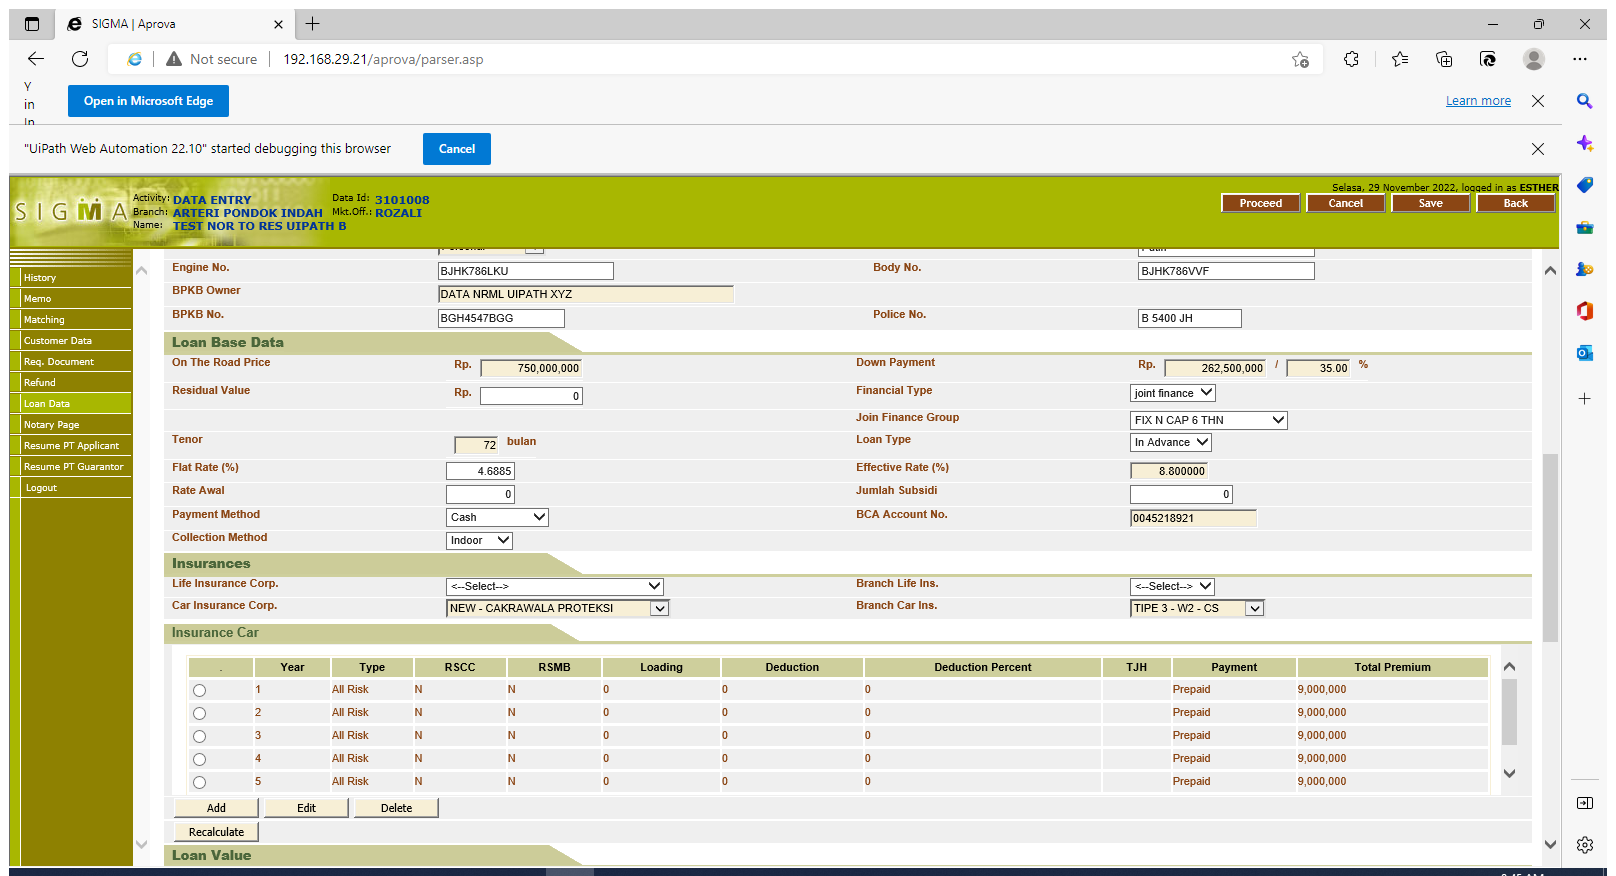 SIGMA | Aprova
Not secure
192.168.29.21/aprova/parser.asp
Y
in
In
Open in Microsoft Edge
Learn more
"UiPath Web Automation 22.10" started debugging this browser
Cancel
Selasa, 29 November 2022, logged in as ESTHER
SIGMA
Activity: DATA ENTRY
Data Id: 3101008
Branch: ARTERI PONDOK INDAH
Mkt.Off.: ROZALI
Name: TEST NOR TO RES UIPATH B
Proceed
Cancel
Save
Back
History
Memo
Matching
Customer Data
Req. Document
Refund
Loan Data
Notary Page
Resume PT Applicant
Resume PT Guarantor
Logout
Engine No. BJHK786LKU
Body No. BJHK786VVF
BPKB Owner DATA NRML UIPATH XYZ
BPKB No. BGH4547BGG
Police No. B 5400 JH
Loan Base Data
On The Road Price Rp. 750,000,000
Down Payment Rp. 262,500,000 / 35.00 %
Residual Value Rp. 0
Financial Type joint finance
Join Finance Group FIX N CAP 6 THN
Tenor 72 bulan
Loan Type In Advance
Flat Rate (%) 4.6885
Effective Rate (%) 8.800000
Rate Awal 0
Jumlah Subsidi 0
Payment Method Cash
BCA Account No. 0045218921
Collection Method Indoor
Insurances
Life Insurance Corp. <--Select-->
Branch Life Ins. <--Select-->
Car Insurance Corp. NEW - CAKRAWALA PROTEKSI
Branch Car Ins. TIPE 3 - W2 - CS
Insurance Car
. Year Type RSCC RSMB Loading Deduction Deduction Percent TJH Payment Total Premium
1 All Risk N N 0 0 0 Prepaid 9,000,000
2 All Risk N N 0 0 0 Prepaid 9,000,000
3 All Risk N N 0 0 0 Prepaid 9,000,000
4 All Risk N N 0 0 0 Prepaid 9,000,000
5 All Risk N N 0 0 0 Prepaid 9,000,000
Add
Edit
Delete
Recalculate
Loan Value